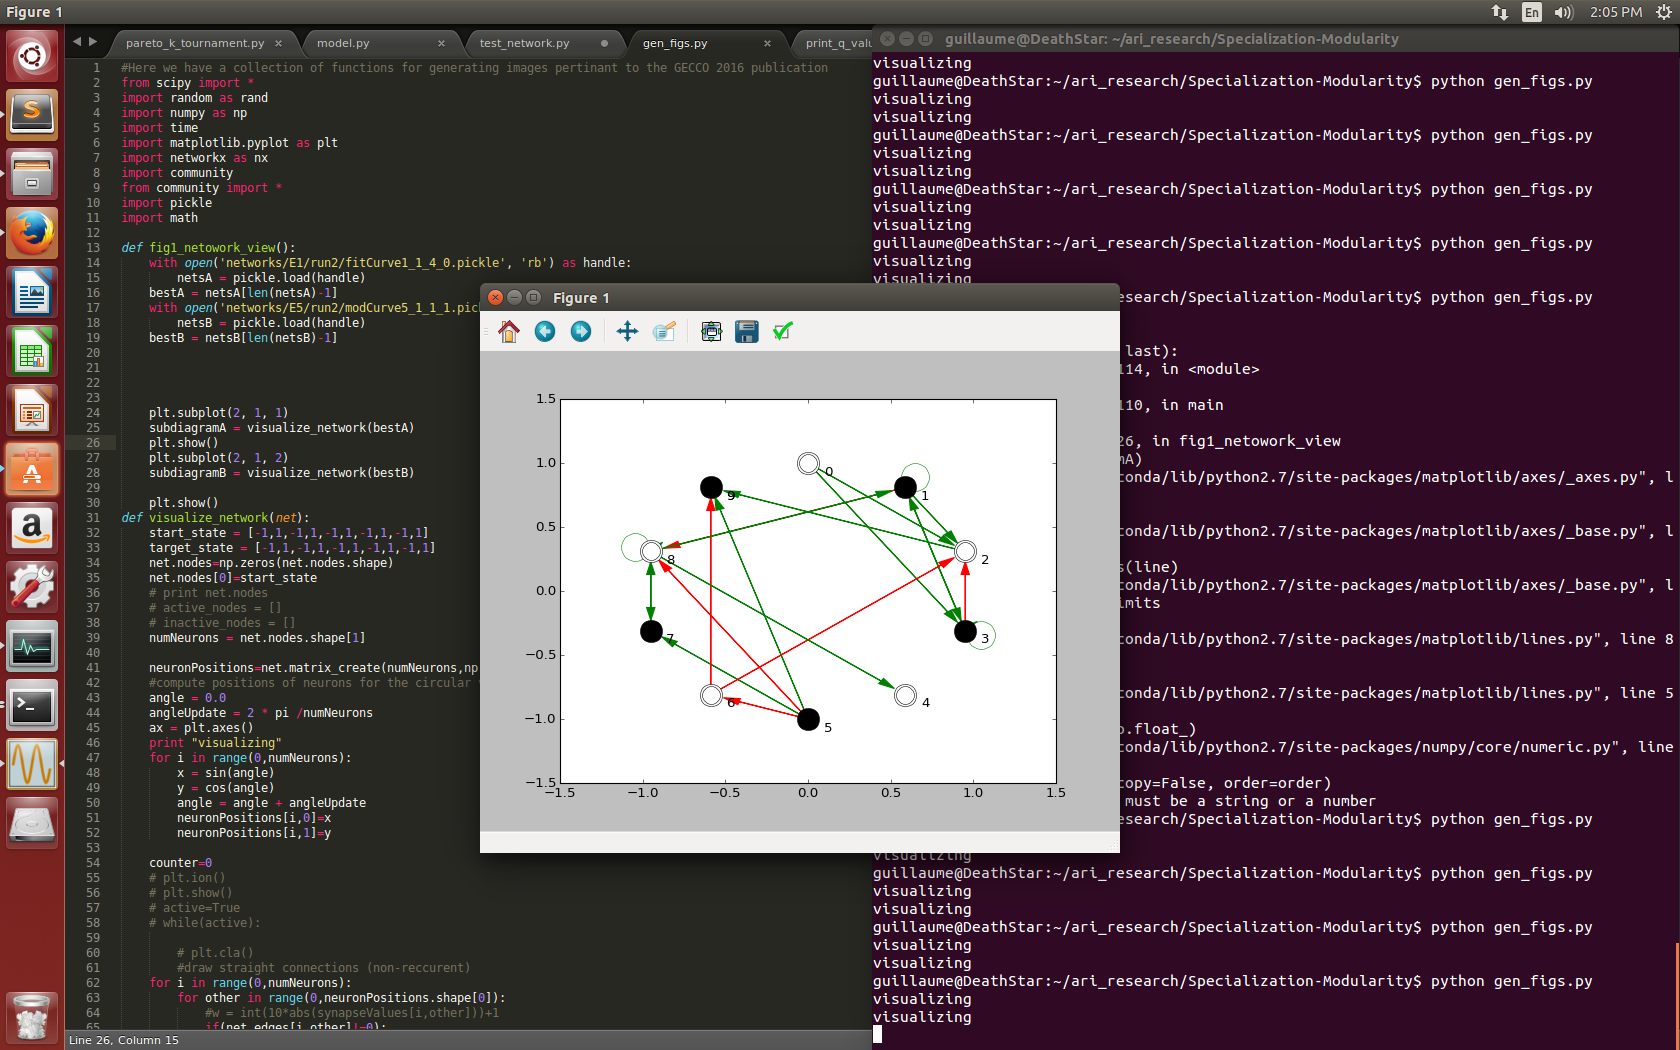 Figure 1
En
2:05 PM
pareto_k_tournament.py ×
model.py ×
test_network.py
gen_figs.py ×
print_q_valu
guillaume@DeathStar: ~/ari_research/Specialization-Modularity
1 #Here we have a collection of functions for generating images pertinant to the GECCO 2016 publication
2 from scipy import *
3 import random as rand
4 import numpy as np
5 import time
6 import matplotlib.pyplot as plt
7 import networkx as nx
8 import community
9 from community import *
10 import pickle
11 import math
12
13 def fig1_netowork_view():
14 with open('networks/E1/run2/fitCurve1_1_4_0.pickle', 'rb') as handle:
15 netsA = pickle.load(handle)
16 bestA = netsA[len(netsA)-1]
17 with open('networks/E5/run2/modCurve5_1_1_1.pic
18 netsB = pickle.load(handle)
19 bestB = netsB[len(netsB)-1]
20
21
22
23
24 plt.subplot(2, 1, 1)
25 subdiagramA = visualize_network(bestA)
26 plt.show()
27 plt.subplot(2, 1, 2)
28 subdiagramB = visualize_network(bestB)
29
30 plt.show()
31 def visualize_network(net):
32 start_state = [-1,1,-1,1,-1,1,-1,1,-1,1]
33 target_state = [-1,1,-1,1,-1,1,-1,1,-1,1]
34 net.nodes=np.zeros(net.nodes.shape)
35 net.nodes[0]=start_state
36 # print net.nodes
37 # active_nodes = []
38 # inactive_nodes = []
39 numNeurons = net.nodes.shape[1]
40
41 neuronPositions=net.matrix_create(numNeurons,np
42 #compute positions of neurons for the circular
43 angle = 0.0
44 angleUpdate = 2 * pi /numNeurons
45 ax = plt.axes()
46 print "visualizing"
47 for i in range(0,numNeurons):
48 x = sin(angle)
49 y = cos(angle)
50 angle = angle + angleUpdate
51 neuronPositions[i,0]=x
52 neuronPositions[i,1]=y
53
54 counter=0
55 # plt.ion()
56 # plt.show()
57 # active=True
58 # while(active):
59
60 # plt.cla()
61 #draw straight connections (non-reccurent)
62 for i in range(0,numNeurons):
63 for other in range(0,neuronPositions.shape[0]):
64 #w = int(10*abs(synapseValues[i,other]))+1
65 if(net.edges[i,other]!=0):
Line 26, Column 15
visualizing
guillaume@DeathStar:~/ari_research/Specialization-Modularity$ python gen_figs.py
visualizing
visualizing
guillaume@DeathStar:~/ari_research/Specialization-Modularity$ python gen_figs.py
visualizing
visualizing
guillaume@DeathStar:~/ari_research/Specialization-Modularity$ python gen_figs.py
visualizing
visualizing
guillaume@DeathStar:~/ari_research/Specialization-Modularity$ python gen_figs.py
visualizing
visualizing
search/Specialization-Modularity$ python gen_figs.py
last):
114, in <module>
110, in main
26, in fig1_netowork_view
mA)
conda/lib/python2.7/site-packages/matplotlib/axes/_axes.py", l
conda/lib/python2.7/site-packages/matplotlib/axes/_base.py", l
s(line)
conda/lib/python2.7/site-packages/matplotlib/axes/_base.py", l
imits
conda/lib/python2.7/site-packages/matplotlib/lines.py", line 8
conda/lib/python2.7/site-packages/matplotlib/lines.py", line 5
p.float_)
conda/lib/python2.7/site-packages/numpy/core/numeric.py", line
copy=False, order=order)
must be a string or a number
search/Specialization-Modularity$ python gen_figs.py
visualizing
guillaume@DeathStar:~/ari_research/Specialization-Modularity$ python gen_figs.py
visualizing
visualizing
guillaume@DeathStar:~/ari_research/Specialization-Modularity$ python gen_figs.py
visualizing
visualizing
guillaume@DeathStar:~/ari_research/Specialization-Modularity$ python gen_figs.py
visualizing
visualizing
Figure 1
1.5
1.0
0.5
0.0
−0.5
−1.0
−1.5
−1.5 −1.0 −0.5 0.0 0.5 1.0 1.5
0
9
1
8
2
7
3
6
4
5